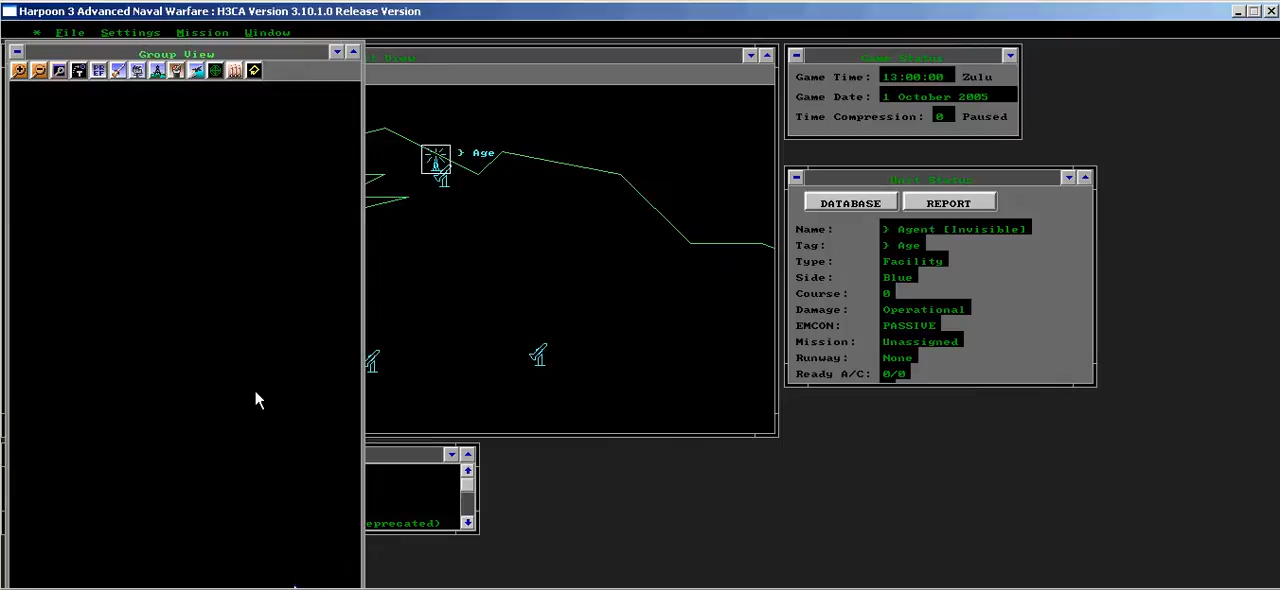 Harpoon 3 Advanced Naval Warfare : H3CA Version 3.10.1.0 Release Version
* File Settings Mission Window
Group View
View
} Age
Game Status
Game Time: 13:00:00 Zulu
Game Date: 1 October 2005
Time Compression: 0 Paused
Unit Status
DATABASE REPORT
Name: } Agent [Invisible]
Tag: } Age
Type: Facility
Side: Blue
Course: 0
Damage: Operational
EMCON: PASSIVE
Mission: Unassigned
Runway: None
Ready A/C: 0/0
eprecated)